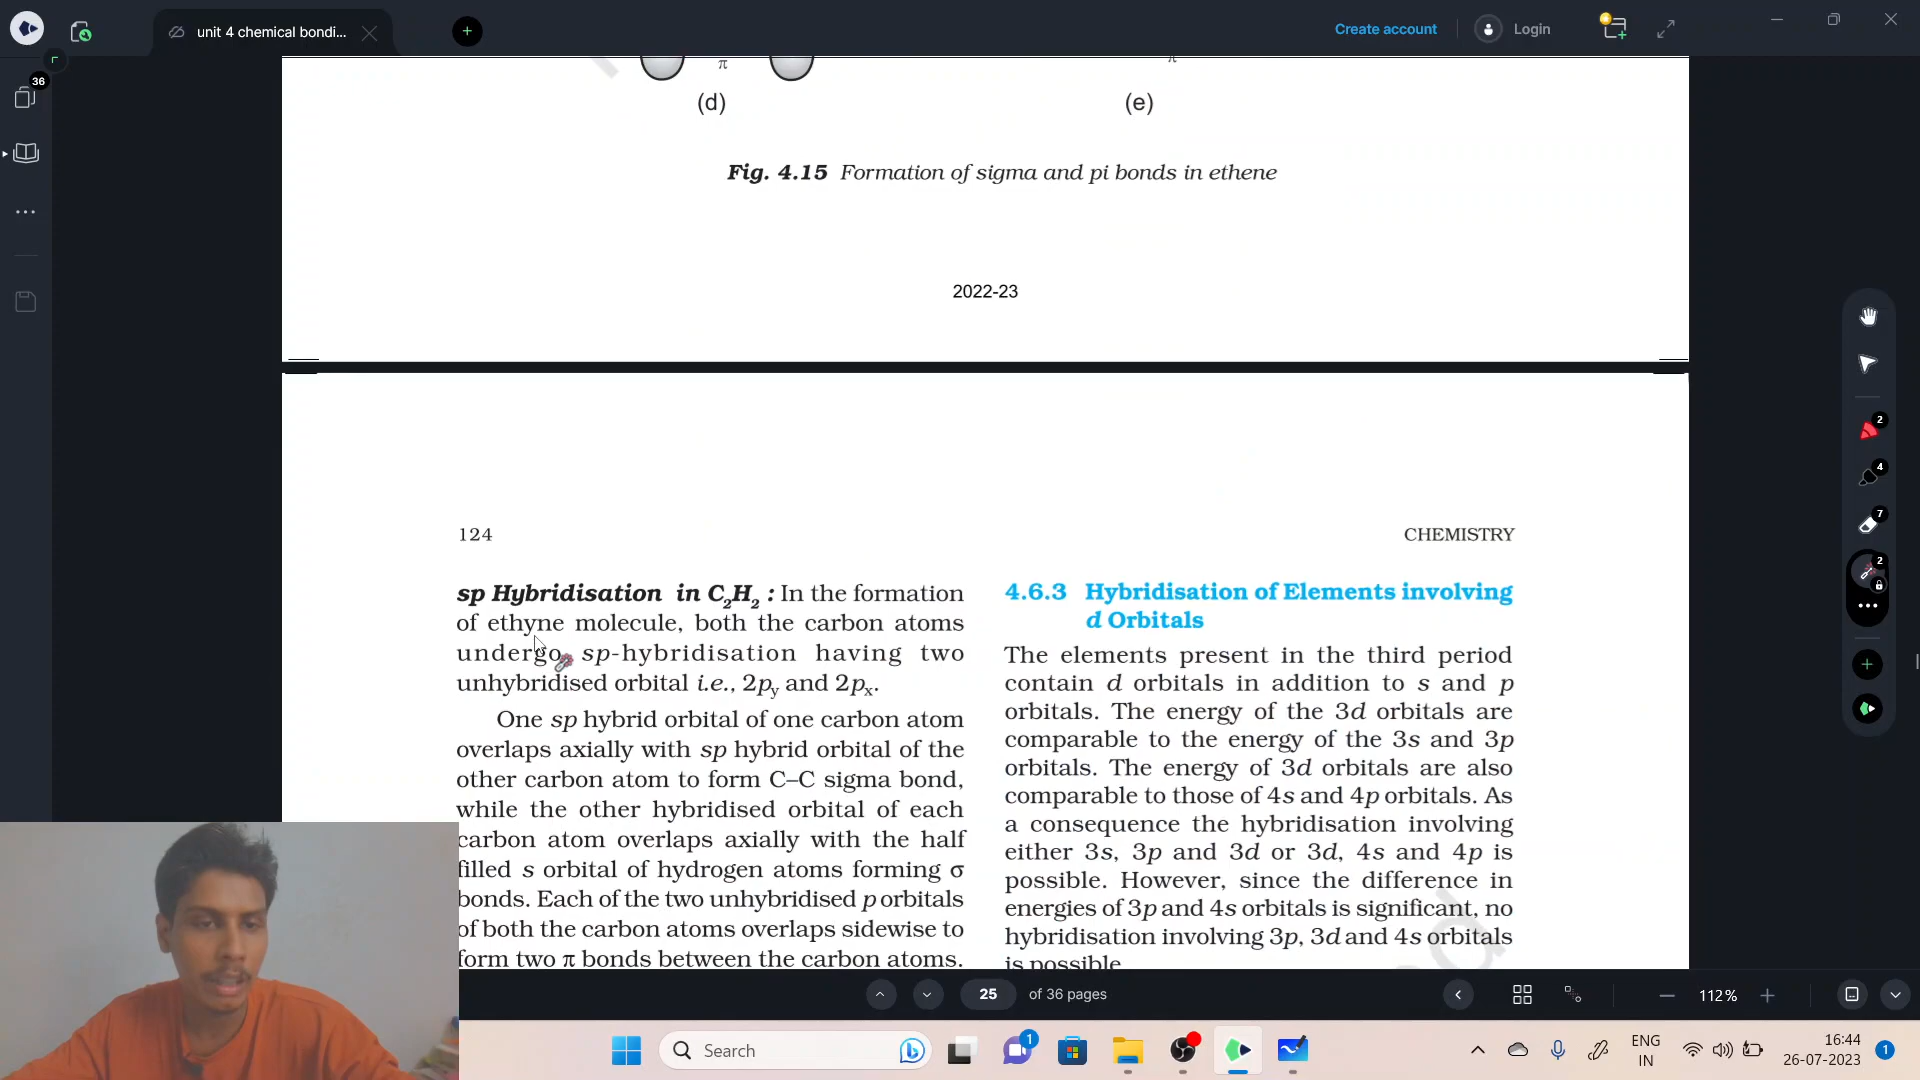 unit 4 chemical bondi...
Create account
Login
36
π
π
(d)
(e)
Fig. 4.15 Formation of sigma and pi bonds in ethene
2022-23
124
CHEMISTRY
sp Hybridisation in C₂H₂ : In the formation
of ethyne molecule, both the carbon atoms
undergo sp-hybridisation having two
unhybridised orbital i.e., 2py and 2px.
One sp hybrid orbital of one carbon atom
overlaps axially with sp hybrid orbital of the
other carbon atom to form C–C sigma bond,
while the other hybridised orbital of each
carbon atom overlaps axially with the half
filled s orbital of hydrogen atoms forming σ
bonds. Each of the two unhybridised p orbitals
of both the carbon atoms overlaps sidewise to
form two π bonds between the carbon atoms.
4.6.3 Hybridisation of Elements involving
d Orbitals
The elements present in the third period
contain d orbitals in addition to s and p
orbitals. The energy of the 3d orbitals are
comparable to the energy of the 3s and 3p
orbitals. The energy of 3d orbitals are also
comparable to those of 4s and 4p orbitals. As
a consequence the hybridisation involving
either 3s, 3p and 3d or 3d, 4s and 4p is
possible. However, since the difference in
energies of 3p and 4s orbitals is significant, no
hybridisation involving 3p, 3d and 4s orbitals
is possible
2
4
7
2
25
of 36 pages
112%
Search
1
ENG
IN
16:44
26-07-2023
1